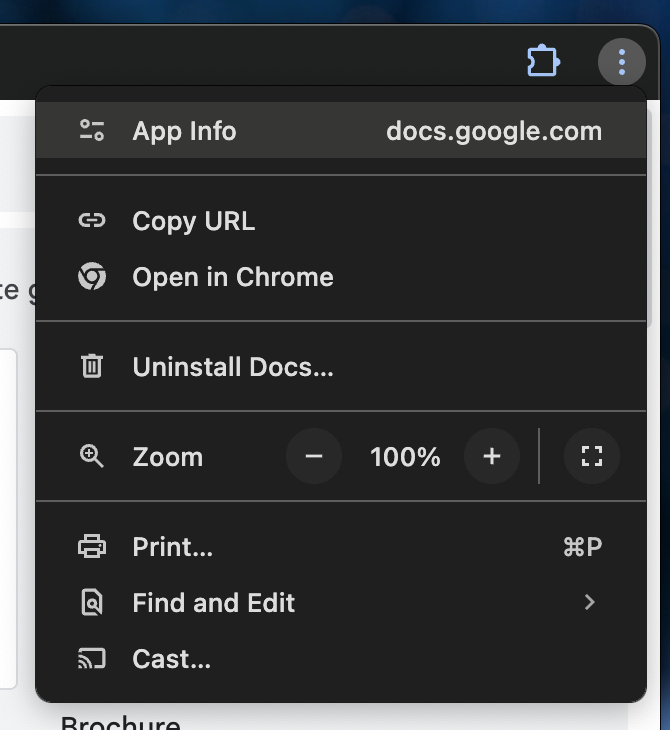 App Info docs.google.com
Copy URL
te g
Open in Chrome
Uninstall Docs...
Zoom − 100% +
Print... ⌘P
Find and Edit
Cast...
Brochure